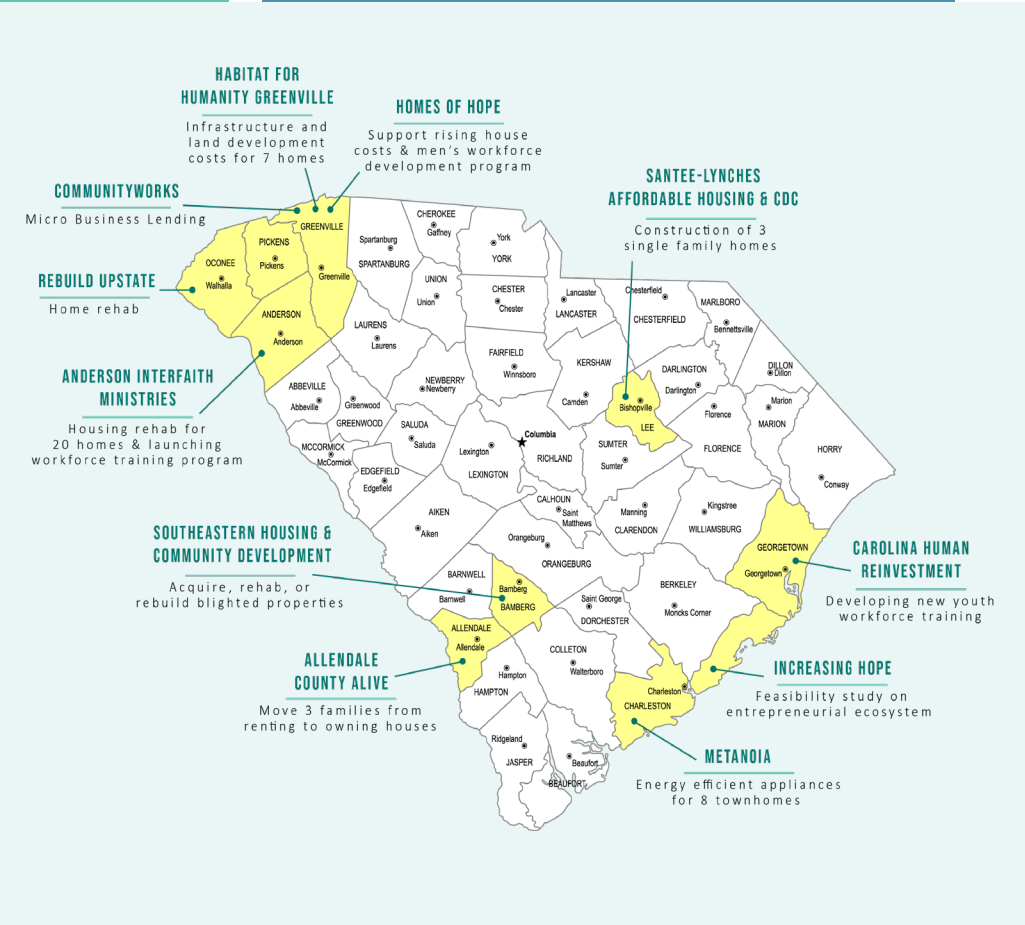 HABITAT FOR
HUMANITY GREENVILLE
Infrastructure and
land development
costs for 7 homes
HOMES OF HOPE
Support rising house
costs & men's workforce
development program
COMMUNITYWORKS
Micro Business Lending
SANTEE-LYNCHES
AFFORDABLE HOUSING & CDC
Construction of 3
single family homes
REBUILD UPSTATE
Home rehab
ANDERSON INTERFAITH
MINISTRIES
Housing rehab for
20 homes & launching
workforce training program
SOUTHEASTERN HOUSING &
COMMUNITY DEVELOPMENT
Acquire, rehab, or
rebuild blighted properties
ALLENDALE
COUNTY ALIVE
Move 3 families from
renting to owning houses
CAROLINA HUMAN
REINVESTMENT
Developing new youth
workforce training
INCREASING HOPE
Feasibility study on
entrepreneurial ecosystem
METANOIA
Energy efficient appliances
for 8 townhomes
OCONEE
Walhalla
PICKENS
Pickens
GREENVILLE
Greenville
ANDERSON
Anderson
Spartanburg
SPARTANBURG
CHEROKEE
Gaffney
York
YORK
UNION
Union
CHESTER
Chester
Lancaster
LANCASTER
Chesterfield
CHESTERFIELD
MARLBORO
Bennettsville
LAURENS
Laurens
FAIRFIELD
Winnsboro
KERSHAW
Camden
DARLINGTON
Darlington
DILLON
Dillon
ABBEVILLE
Abbeville
Greenwood
GREENWOOD
NEWBERRY
Newberry
Bishopville
LEE
Florence
FLORENCE
Marion
MARION
MCCORMICK
McCormick
SALUDA
Saluda
Lexington
LEXINGTON
Columbia
RICHLAND
SUMTER
Sumter
HORRY
Conway
EDGEFIELD
Edgefield
AIKEN
Aiken
CALHOUN
Saint
Matthews
Manning
CLARENDON
Kingstree
WILLIAMSBURG
Orangeburg
ORANGEBURG
GEORGETOWN
Georgetown
BARNWELL
Barnwell
Bamberg
BAMBERG
BERKELEY
Moncks Corner
Saint George
DORCHESTER
ALLENDALE
Allendale
COLLETON
Walterboro
Hampton
HAMPTON
Charleston
CHARLESTON
Ridgeland
JASPER
Beaufort
BEAUFORT